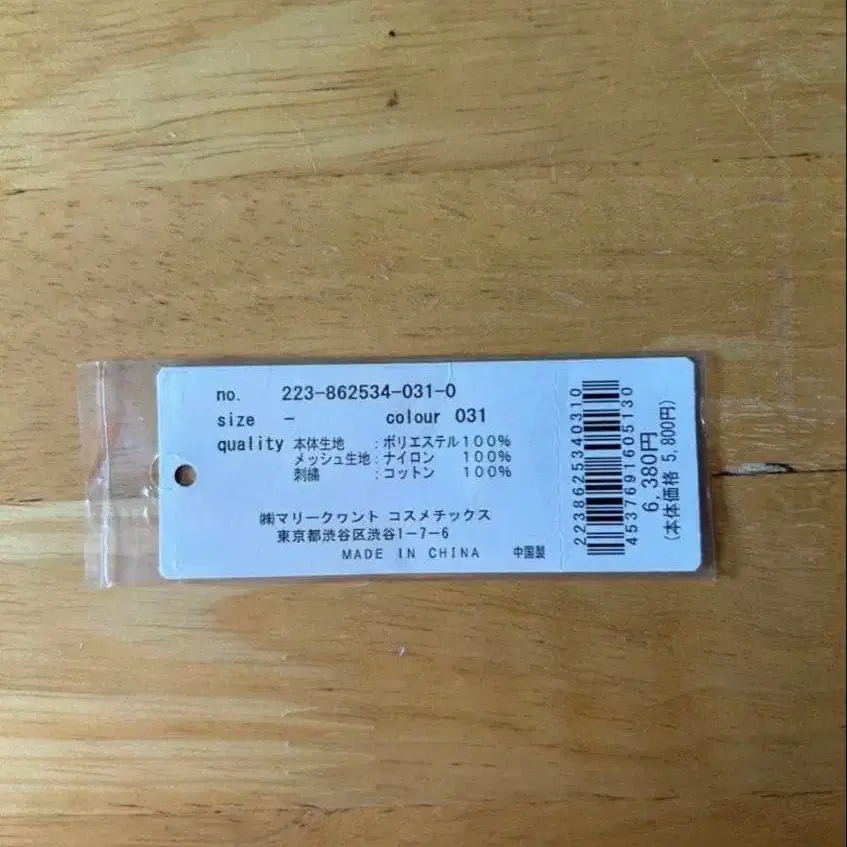 no. 223-862534-031-0
size - colour 031
quality 本体生地 :ポリエステル100%
メッシュ生地:ナイロン 100%
刺繍 :コットン 100%
㈱マリークヮント コスメチックス
東京都渋谷区渋谷1-7-6
MADE IN CHINA 中国製
2238625340310
4537691605130
6,380円
(本体価格 5,800円)